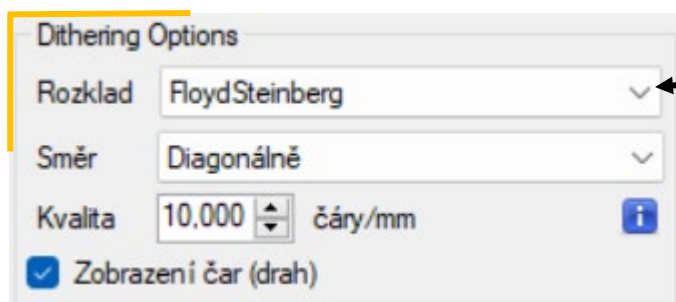 Dithering Options
Rozklad FloydSteinberg
Směr Diagonálně
Kvalita 10,000 čáry/mm
Zobrazení čar (drah)